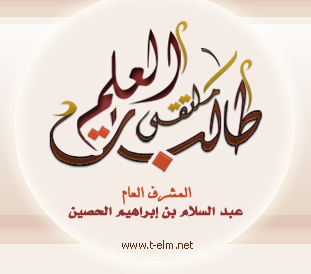 ملتقى طالب العلم
المشرف العام
عبد السلام بن إبراهيم الحصين
www.t-elm.net